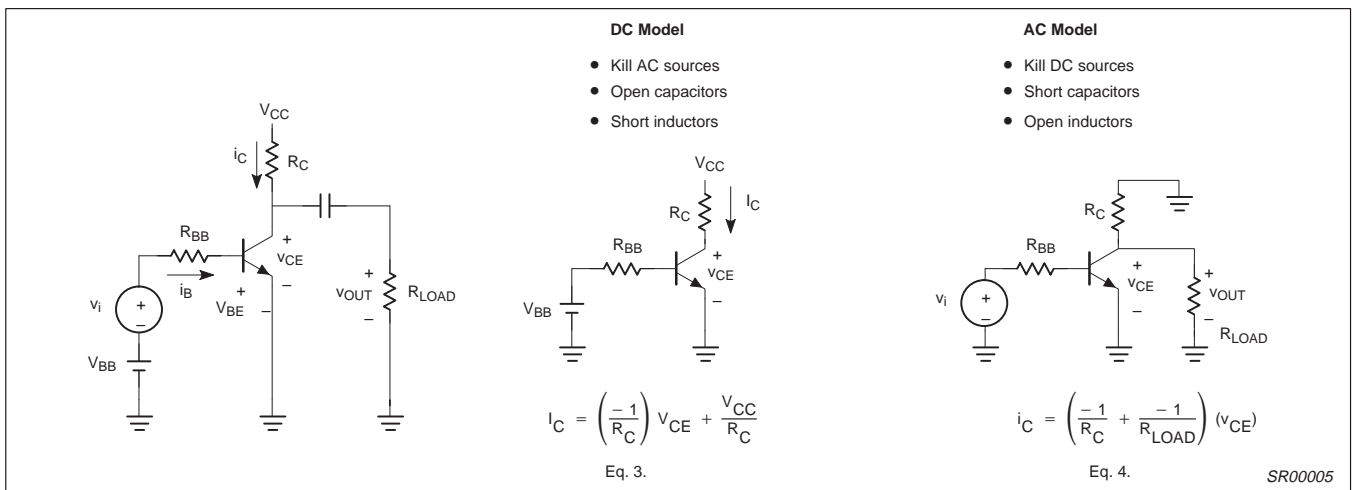 DC Model
• Kill AC sources
• Open capacitors
• Short inductors
AC Model
• Kill DC sources
• Short capacitors
• Open inductors
VCC
iC
RC
RBB
iB
+
vCE
–
+
VBE
–
vi
+
–
VBB
+
vOUT
–
RLOAD
VCC
RC
IC
RBB
+
vCE
–
VBB
IC = (–1/RC) VCE + VCC/RC
Eq. 3.
RC
RBB
+
vCE
–
vi
+
–
+
vOUT
–
RLOAD
iC = (–1/RC + –1/RLOAD) (vCE)
Eq. 4.
SR00005